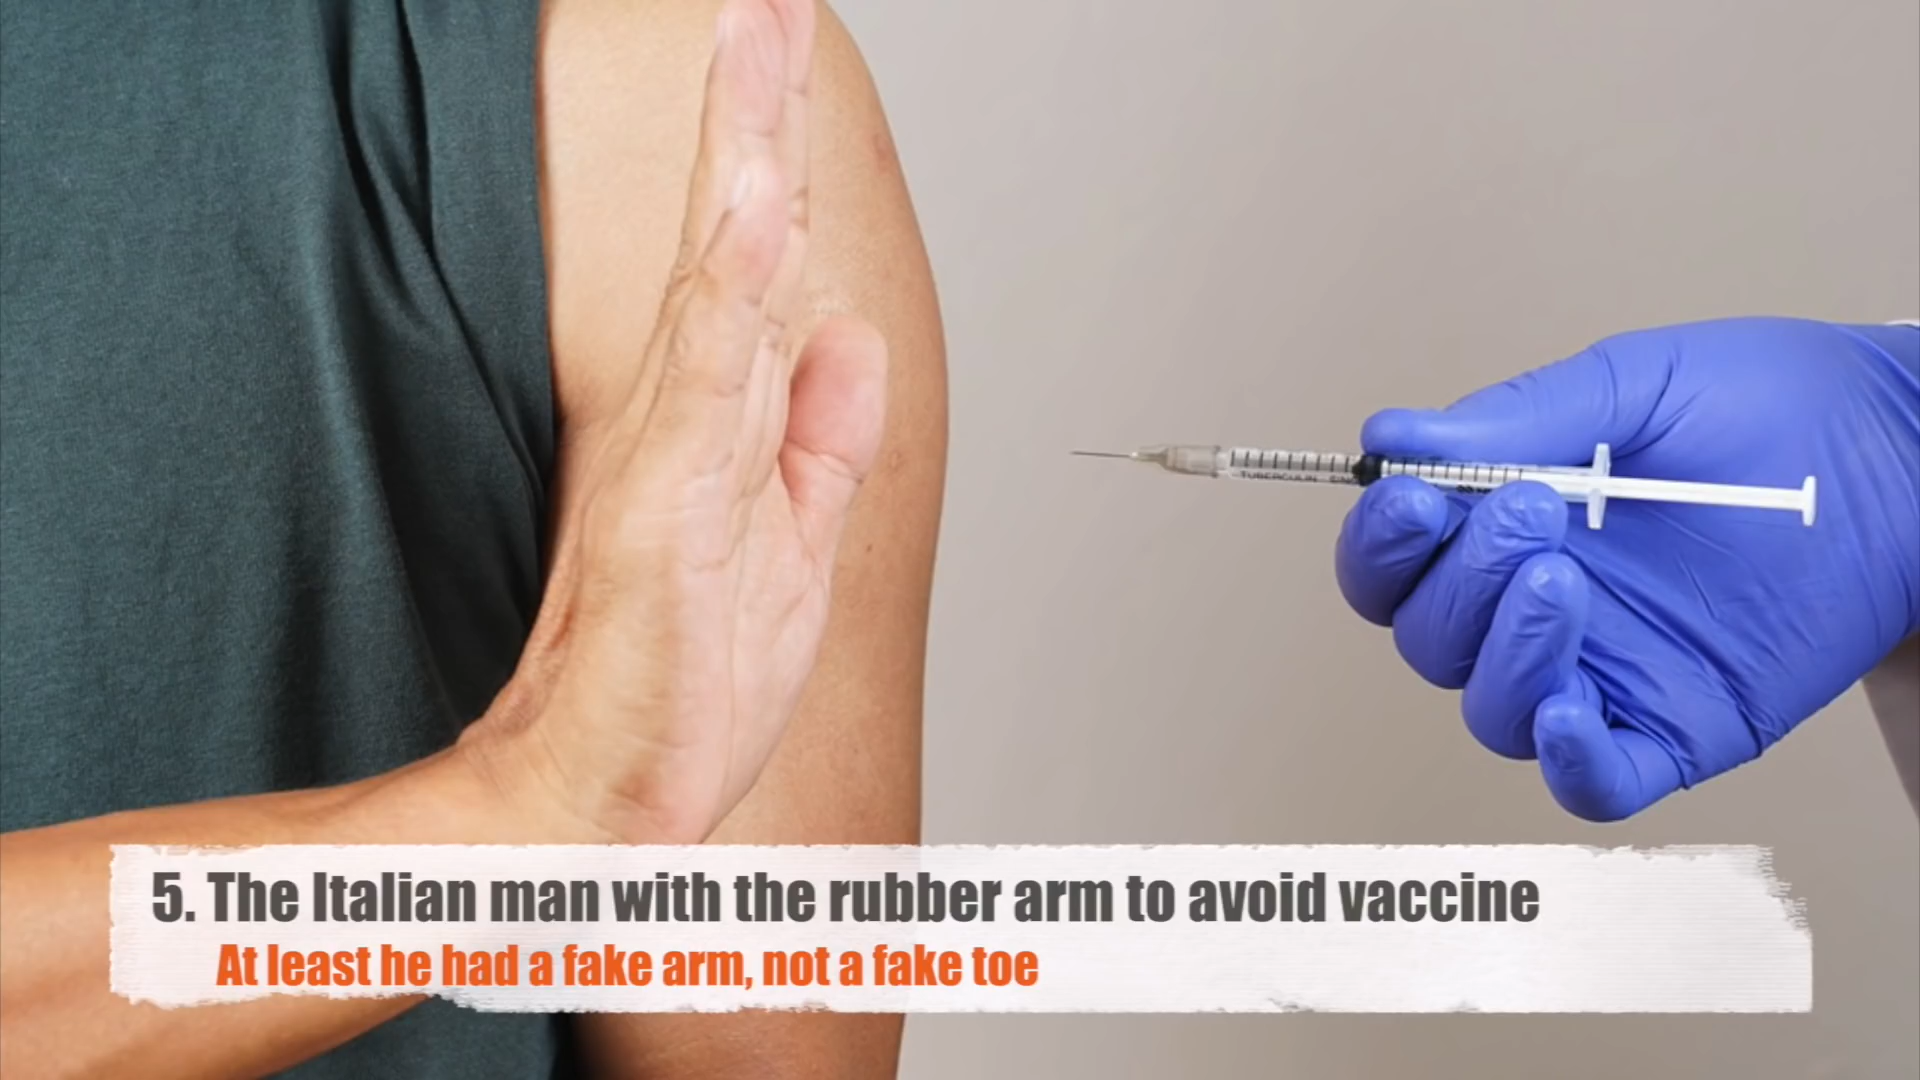 TUBERCULIN
5. The Italian man with the rubber arm to avoid vaccine
At least he had a fake arm, not a fake toe